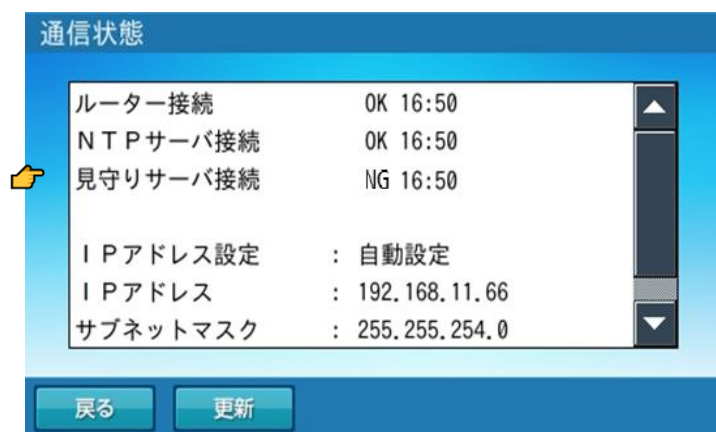 通信状態
ルーター接続 OK 16:50
NTPサーバ接続 OK 16:50
見守りサーバ接続 NG 16:50
IPアドレス設定 : 自動設定
IPアドレス : 192.168.11.66
サブネットマスク : 255.255.254.0
戻る 更新